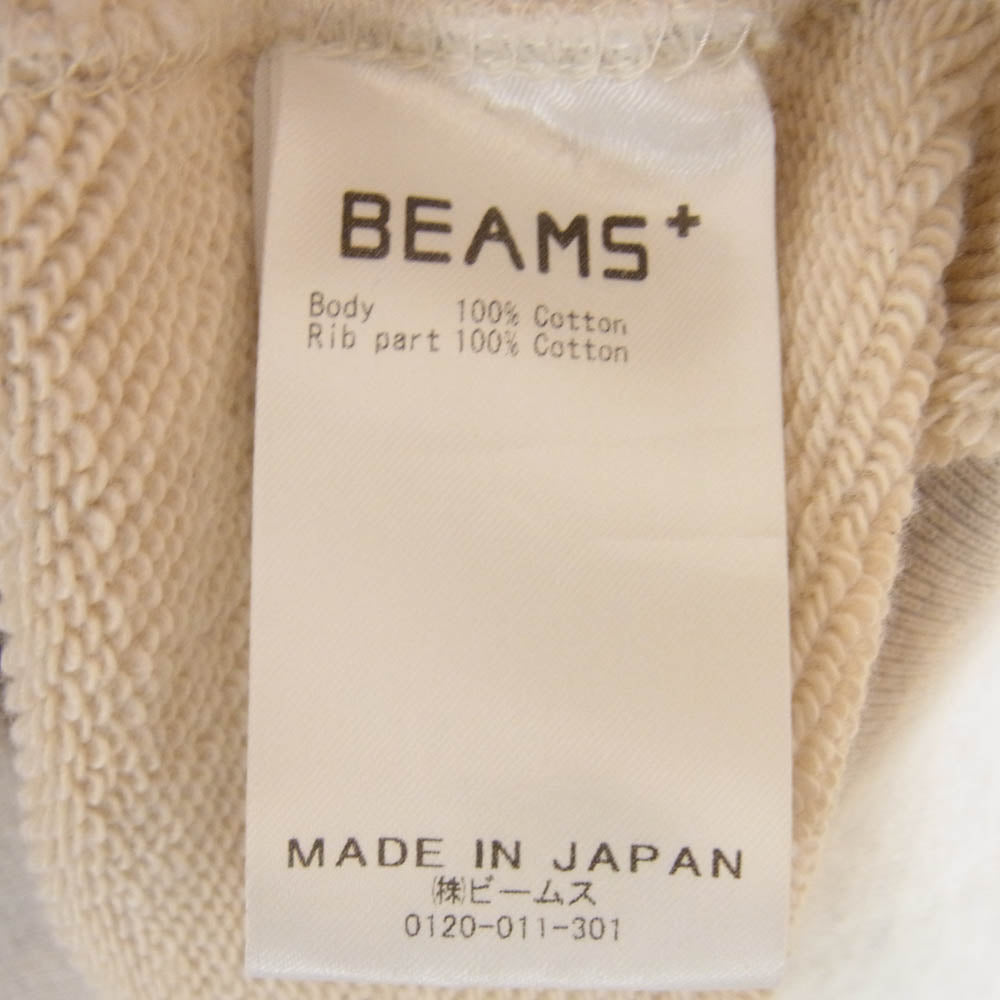 BEAMS+
Body 100% Cotton
Rib part 100% Cotton
MADE IN JAPAN
㈱ビームス
0120-011-301